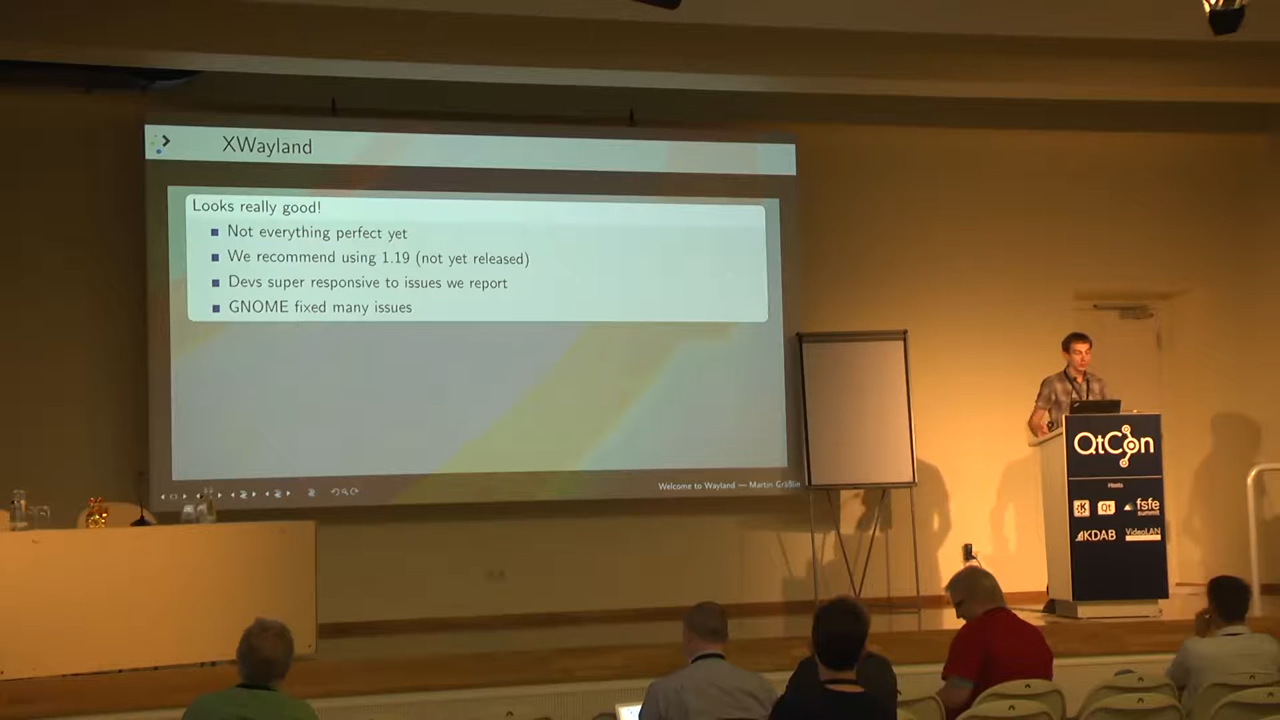 XWayland
Looks really good!
Not everything perfect yet
We recommend using 1.19 (not yet released)
Devs super responsive to issues we report
GNOME fixed many issues
Welcome to Wayland — Martin Gräßlin
QtCon
Hosts
Qt
fsfe
summit
KDAB
VideoLAN